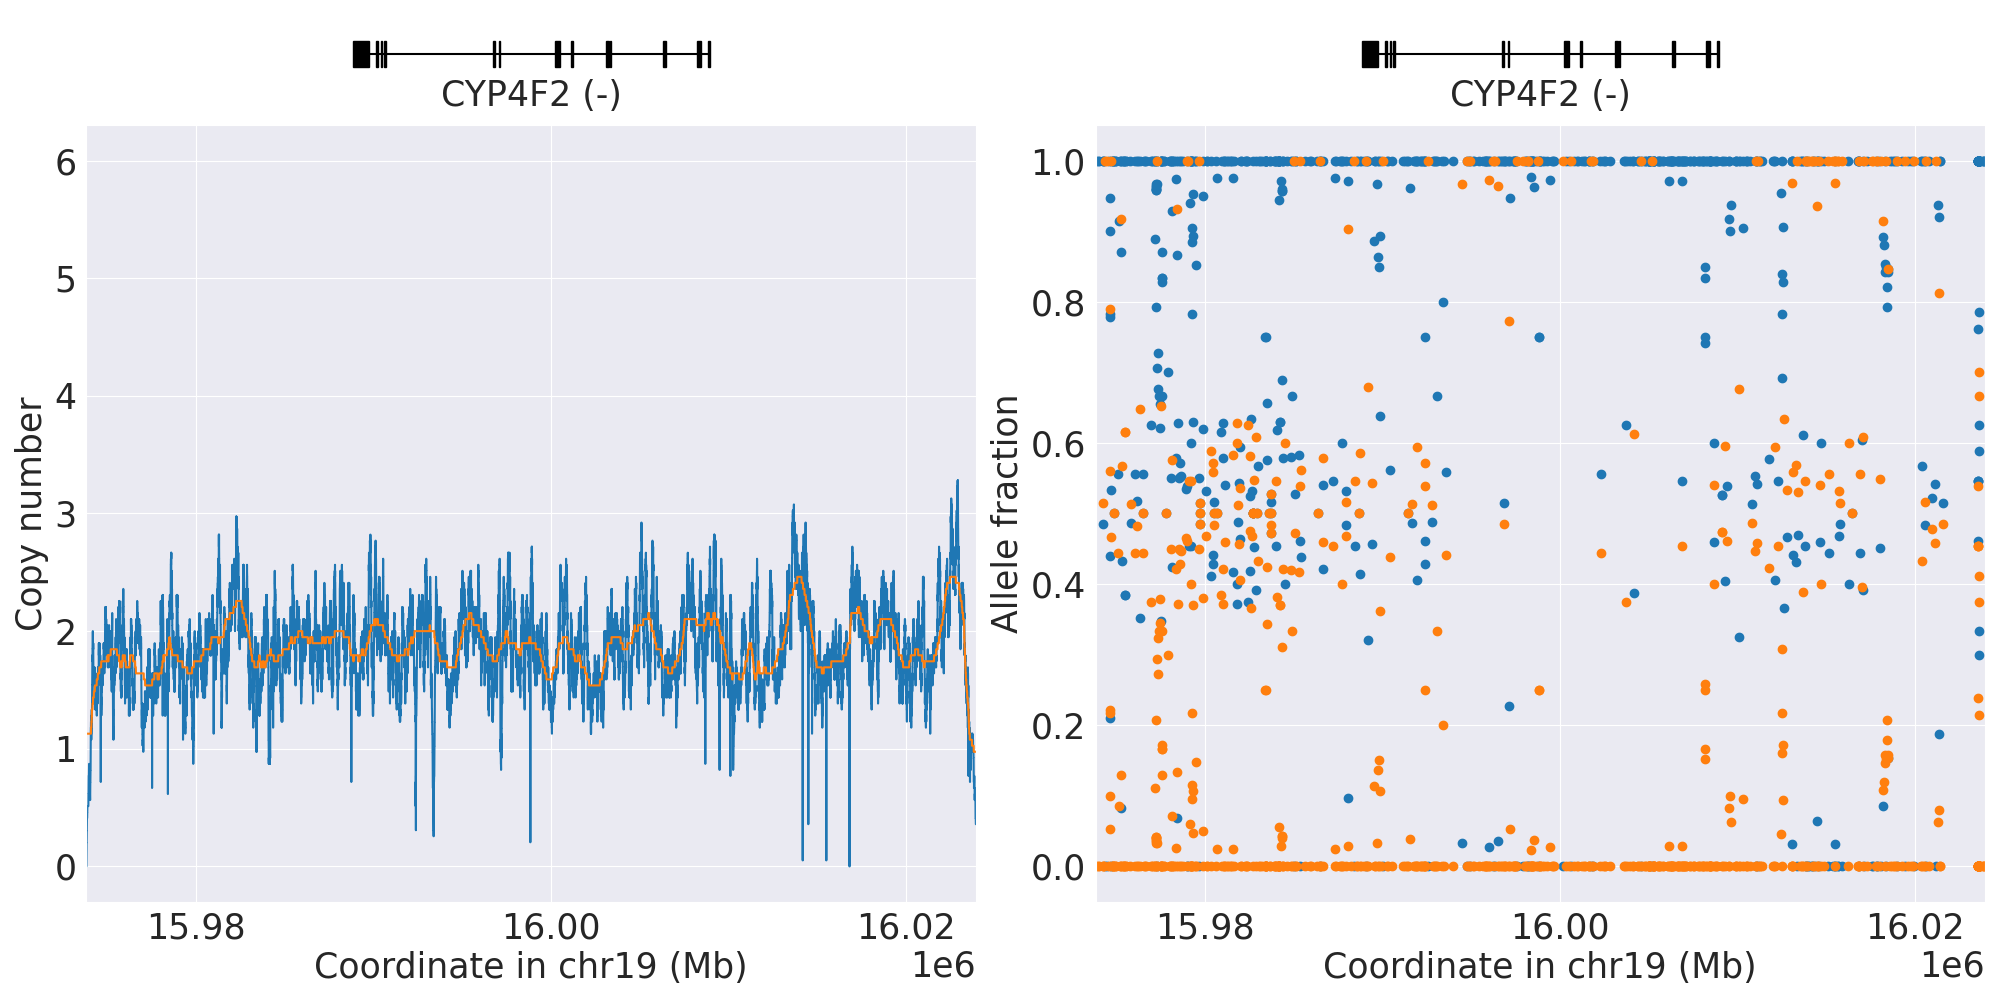 CYP4F2 (-)
6
5
4
3
2
1
0
Copy number
15.98
16.00
16.02
Coordinate in chr19 (Mb)
1e6
CYP4F2 (-)
1.0
0.8
0.6
0.4
0.2
0.0
Allele fraction
15.98
16.00
16.02
Coordinate in chr19 (Mb)
1e6